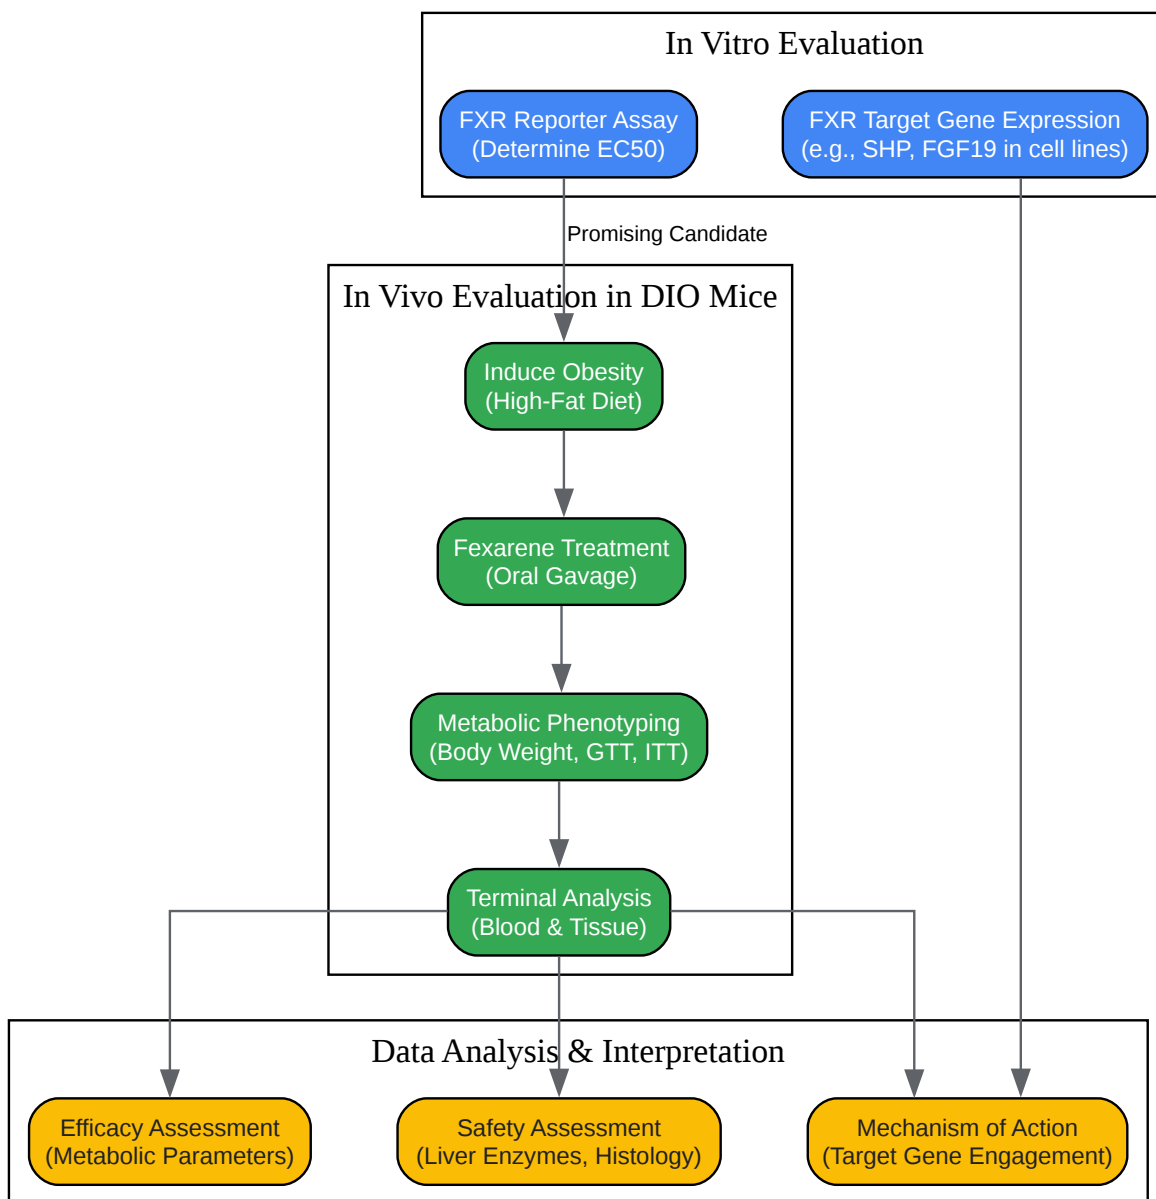 In Vitro Evaluation
FXR Reporter Assay
(Determine EC50)
FXR Target Gene Expression
(e.g., SHP, FGF19 in cell lines)
Promising Candidate
In Vivo Evaluation in DIO Mice
Induce Obesity
(High-Fat Diet)
Fexarene Treatment
(Oral Gavage)
Metabolic Phenotyping
(Body Weight, GTT, ITT)
Terminal Analysis
(Blood & Tissue)
Data Analysis & Interpretation
Efficacy Assessment
(Metabolic Parameters)
Safety Assessment
(Liver Enzymes, Histology)
Mechanism of Action
(Target Gene Engagement)